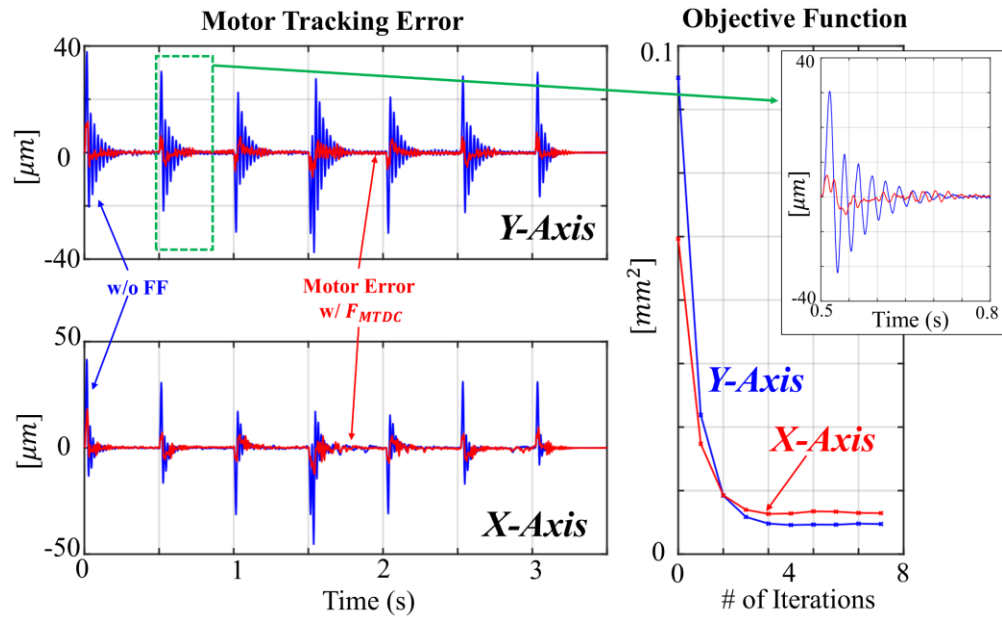 Motor Tracking Error
40
0
-40
[μm]
Y-Axis
w/o FF
Motor Error
w/ F_MTDC
50
0
-50
[μm]
X-Axis
0
1
2
3
Time (s)
Objective Function
0.1
0
[mm²]
Y-Axis
X-Axis
0
4
8
# of Iterations
40
-40
[μm]
0.5
0.8
Time (s)